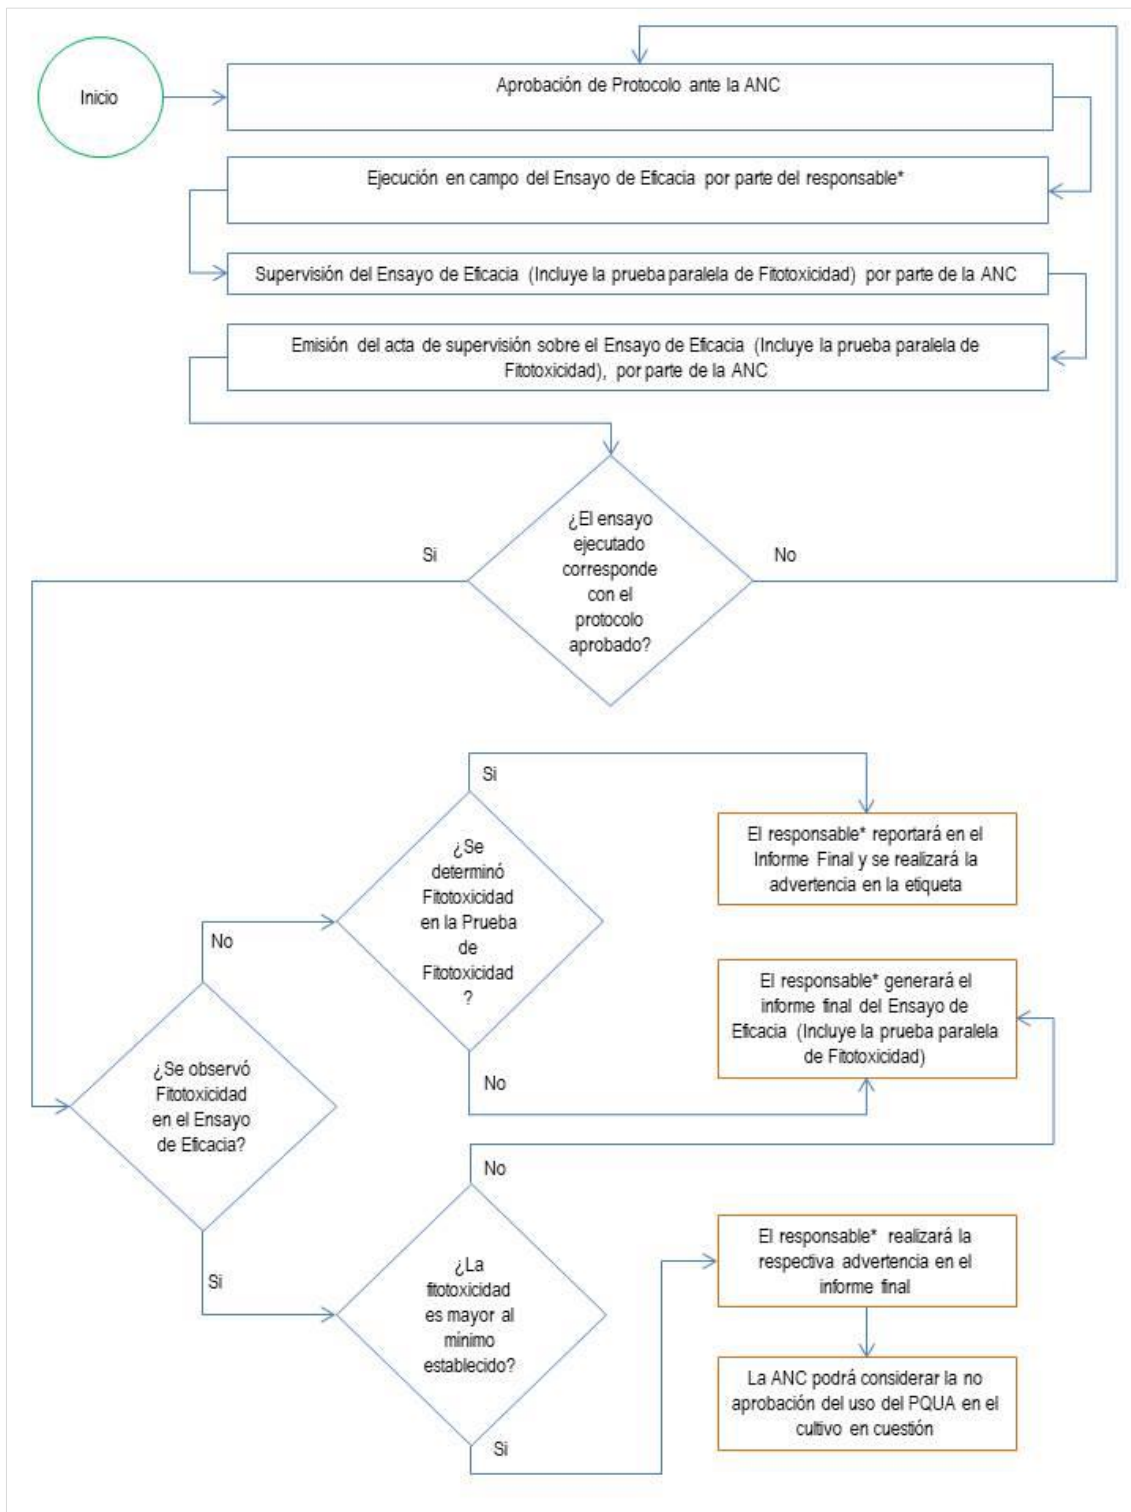 Inicio
Aprobación de Protocolo ante la ANC
Ejecución en campo del Ensayo de Eficacia por parte del responsable*
Supervisión del Ensayo de Eficacia (Incluye la prueba paralela de Fitotoxicidad) por parte de la ANC
Emisión del acta de supervisión sobre el Ensayo de Eficacia (Incluye la prueba paralela de
Fitotoxicidad), por parte de la ANC
¿El ensayo
ejecutado
corresponde
con el
protocolo
aprobado?
Si
No
Si
¿Se
determinó
Fitotoxicidad
en la Prueba
de
Fitotoxicidad
?
No
El responsable* reportará en el
Informe Final y se realizará la
advertencia en la etiqueta
No
El responsable* generará el
informe final del Ensayo de
Eficacia (Incluye la prueba paralela
de Fitotoxicidad)
¿Se observó
Fitotoxicidad
en el Ensayo
de Eficacia?
Si
No
¿La
fitotoxicidad
es mayor al
mínimo
establecido?
Si
El responsable* realizará la
respectiva advertencia en el
informe final
La ANC podrá considerar la no
aprobación del uso del PQUA en el
cultivo en cuestión